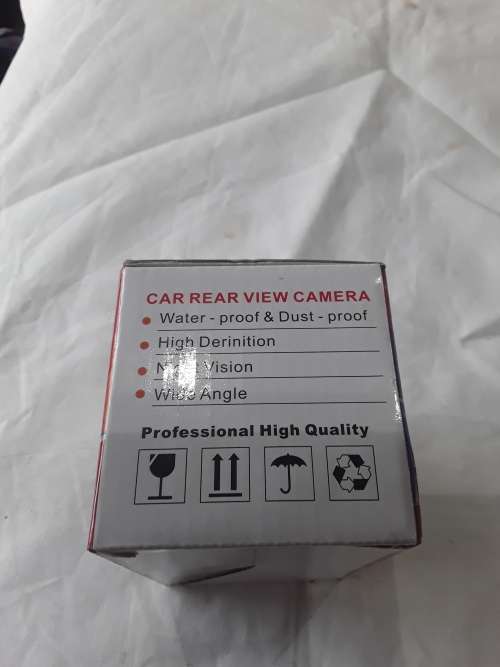 CAR REAR VIEW CAMERA
Water - proof & Dust - proof
High Derinition
Vision
Wide Angle
Professional High Quality